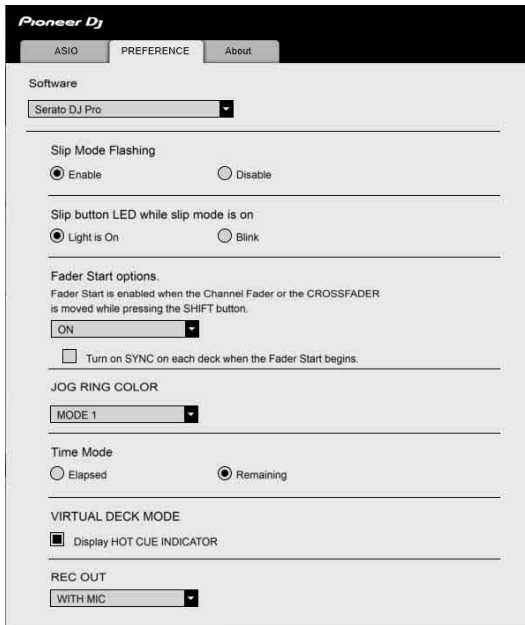 Pioneer Dj
ASIO PREFERENCE About
Software
Serato DJ Pro
Slip Mode Flashing
Enable Disable
Slip button LED while slip mode is on
Light is On Blink
Fader Start options.
Fader Start is enabled when the Channel Fader or the CROSSFADER
is moved while pressing the SHIFT button.
ON
Turn on SYNC on each deck when the Fader Start begins.
JOG RING COLOR
MODE 1
Time Mode
Elapsed Remaining
VIRTUAL DECK MODE
Display HOT CUE INDICATOR
REC OUT
WITH MIC